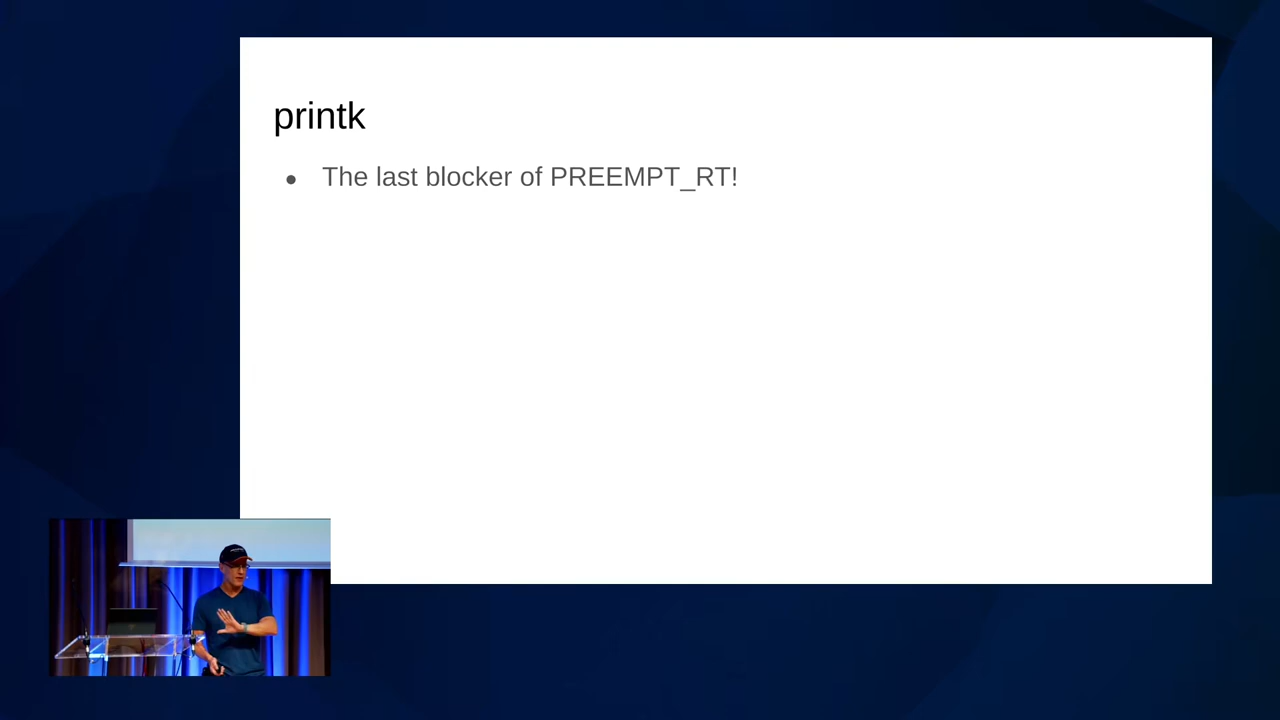 printk
● The last blocker of PREEMPT_RT!